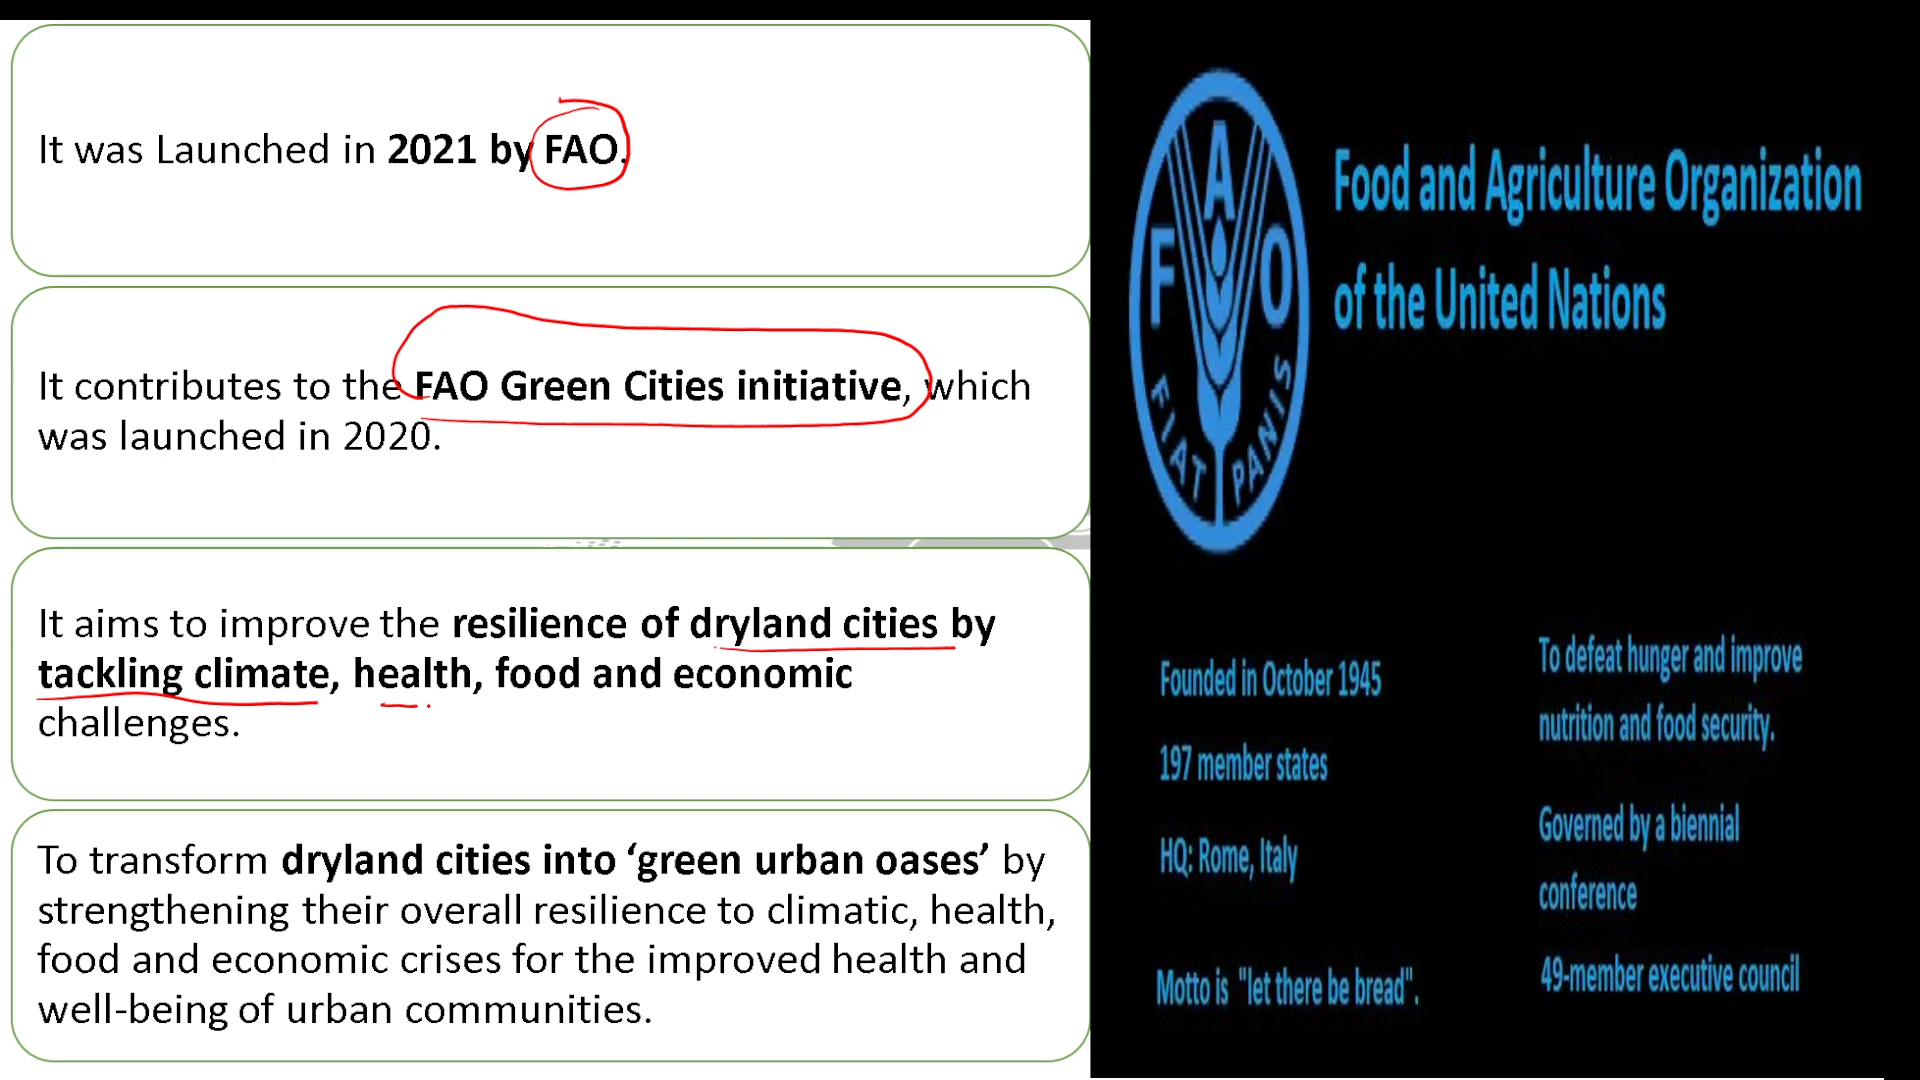 It was Launched in 2021 by FAO.
It contributes to the FAO Green Cities initiative, which
was launched in 2020.
It aims to improve the resilience of dryland cities by
tackling climate, health, food and economic
challenges.
To transform dryland cities into ‘green urban oases’ by
strengthening their overall resilience to climatic, health,
food and economic crises for the improved health and
well-being of urban communities.
F A O
FIAT PANIS
Food and Agriculture Organization
of the United Nations
Founded in October 1945
197 member states
HQ: Rome, Italy
Motto is "let there be bread".
To defeat hunger and improve
nutrition and food security.
Governed by a biennial
conference
49-member executive council